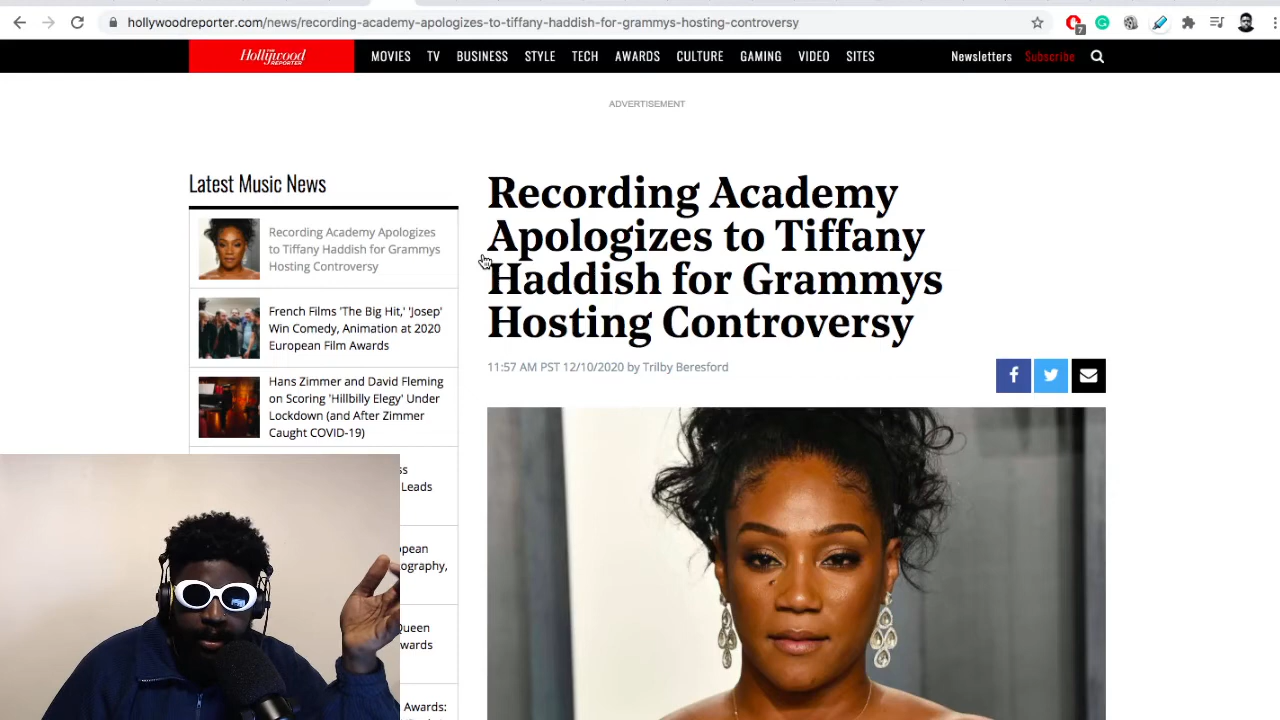 hollywoodreporter.com/news/recording-academy-apologizes-to-tiffany-haddish-for-grammys-hosting-controversy
7
The
Hollywood
REPORTER
MOVIES TV BUSINESS STYLE TECH AWARDS CULTURE GAMING VIDEO SITES
Newsletters Subscribe
ADVERTISEMENT
Latest Music News
Recording Academy Apologizes
to Tiffany Haddish for Grammys
Hosting Controversy
French Films 'The Big Hit,' 'Josep'
Win Comedy, Animation at 2020
European Film Awards
Hans Zimmer and David Fleming
on Scoring 'Hillbilly Elegy' Under
Lockdown (and After Zimmer
Caught COVID-19)
Leads
Queen
Awards:
Recording Academy
Apologizes to Tiffany
Haddish for Grammys
Hosting Controversy
11:57 AM PST 12/10/2020 by Trilby Beresford